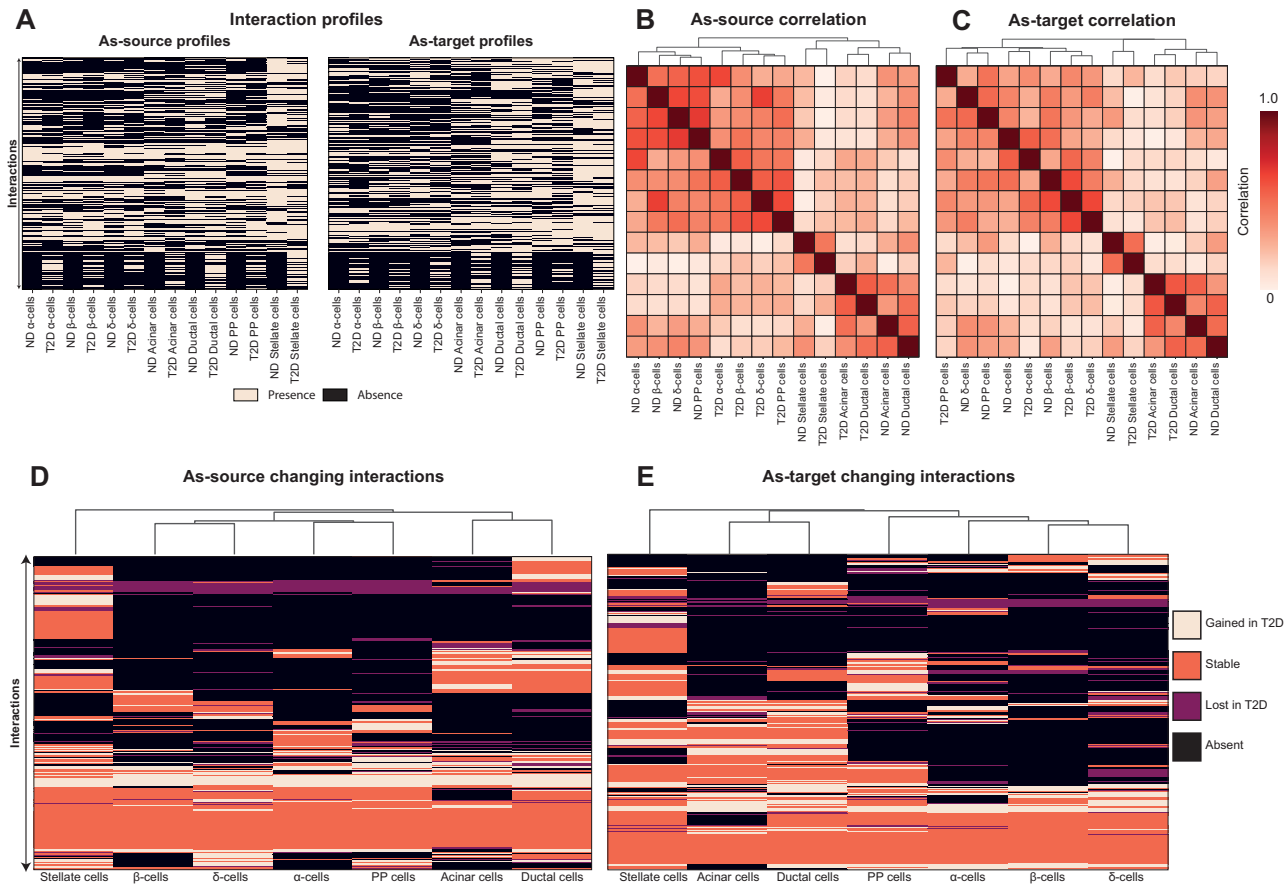 A
Interaction profiles
As-source profiles
As-target profiles
Interactions
ND α-cells
T2D α-cells
ND β-cells
T2D β-cells
ND δ-cells
T2D δ-cells
ND Acinar cells
T2D Acinar cells
ND Ductal cells
T2D Ductal cells
ND PP cells
T2D PP cells
ND Stellate cells
T2D Stellate cells
ND α-cells
T2D α-cells
ND β-cells
T2D β-cells
ND δ-cells
T2D δ-cells
ND Acinar cells
T2D Acinar cells
ND Ductal cells
T2D Ductal cells
ND PP cells
T2D PP cells
ND Stellate cells
T2D Stellate cells
Presence
Absence
B
As-source correlation
ND α-cells
ND β-cells
ND δ-cells
ND PP cells
T2D α-cells
T2D β-cells
T2D δ-cells
T2D PP cells
ND Stellate cells
T2D Stellate cells
T2D Acinar cells
T2D Ductal cells
ND Acinar cells
ND Ductal cells
C
As-target correlation
T2D PP cells
ND δ-cells
ND PP cells
ND α-cells
T2D α-cells
ND β-cells
T2D β-cells
T2D δ-cells
ND Stellate cells
T2D Stellate cells
T2D Acinar cells
T2D Ductal cells
ND Acinar cells
ND Ductal cells
1.0
Correlation
0
D
As-source changing interactions
Interactions
Stellate cells
β-cells
δ-cells
α-cells
PP cells
Acinar cells
Ductal cells
E
As-target changing interactions
Stellate cells
Acinar cells
Ductal cells
PP cells
α-cells
β-cells
δ-cells
Gained in T2D
Stable
Lost in T2D
Absent